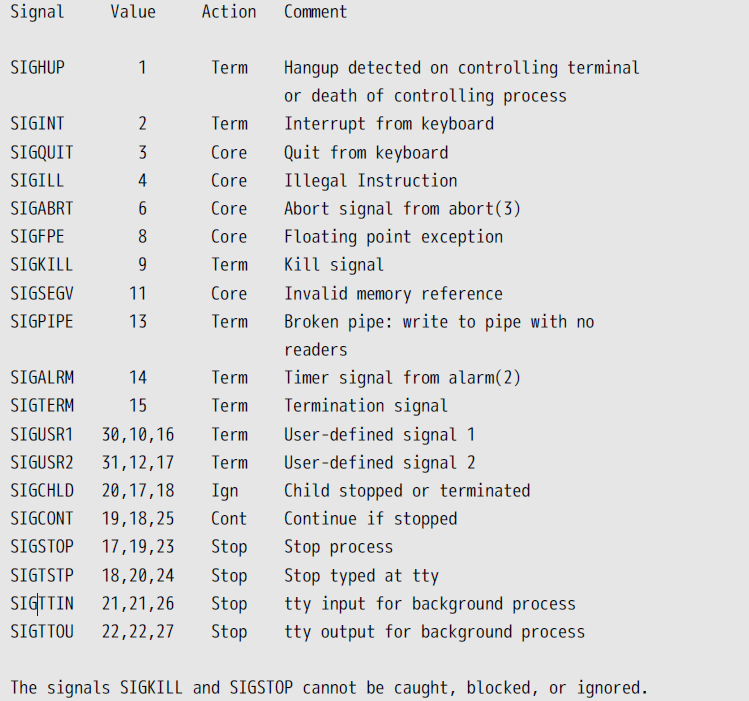 Signal Value Action Comment
SIGHUP 1 Term Hangup detected on controlling terminal
or death of controlling process
SIGINT 2 Term Interrupt from keyboard
SIGQUIT 3 Core Quit from keyboard
SIGILL 4 Core Illegal Instruction
SIGABRT 6 Core Abort signal from abort(3)
SIGFPE 8 Core Floating point exception
SIGKILL 9 Term Kill signal
SIGSEGV 11 Core Invalid memory reference
SIGPIPE 13 Term Broken pipe: write to pipe with no
readers
SIGALRM 14 Term Timer signal from alarm(2)
SIGTERM 15 Term Termination signal
SIGUSR1 30,10,16 Term User-defined signal 1
SIGUSR2 31,12,17 Term User-defined signal 2
SIGCHLD 20,17,18 Ign Child stopped or terminated
SIGCONT 19,18,25 Cont Continue if stopped
SIGSTOP 17,19,23 Stop Stop process
SIGTSTP 18,20,24 Stop Stop typed at tty
SIGTTIN 21,21,26 Stop tty input for background process
SIGTTOU 22,22,27 Stop tty output for background process
The signals SIGKILL and SIGSTOP cannot be caught, blocked, or ignored.